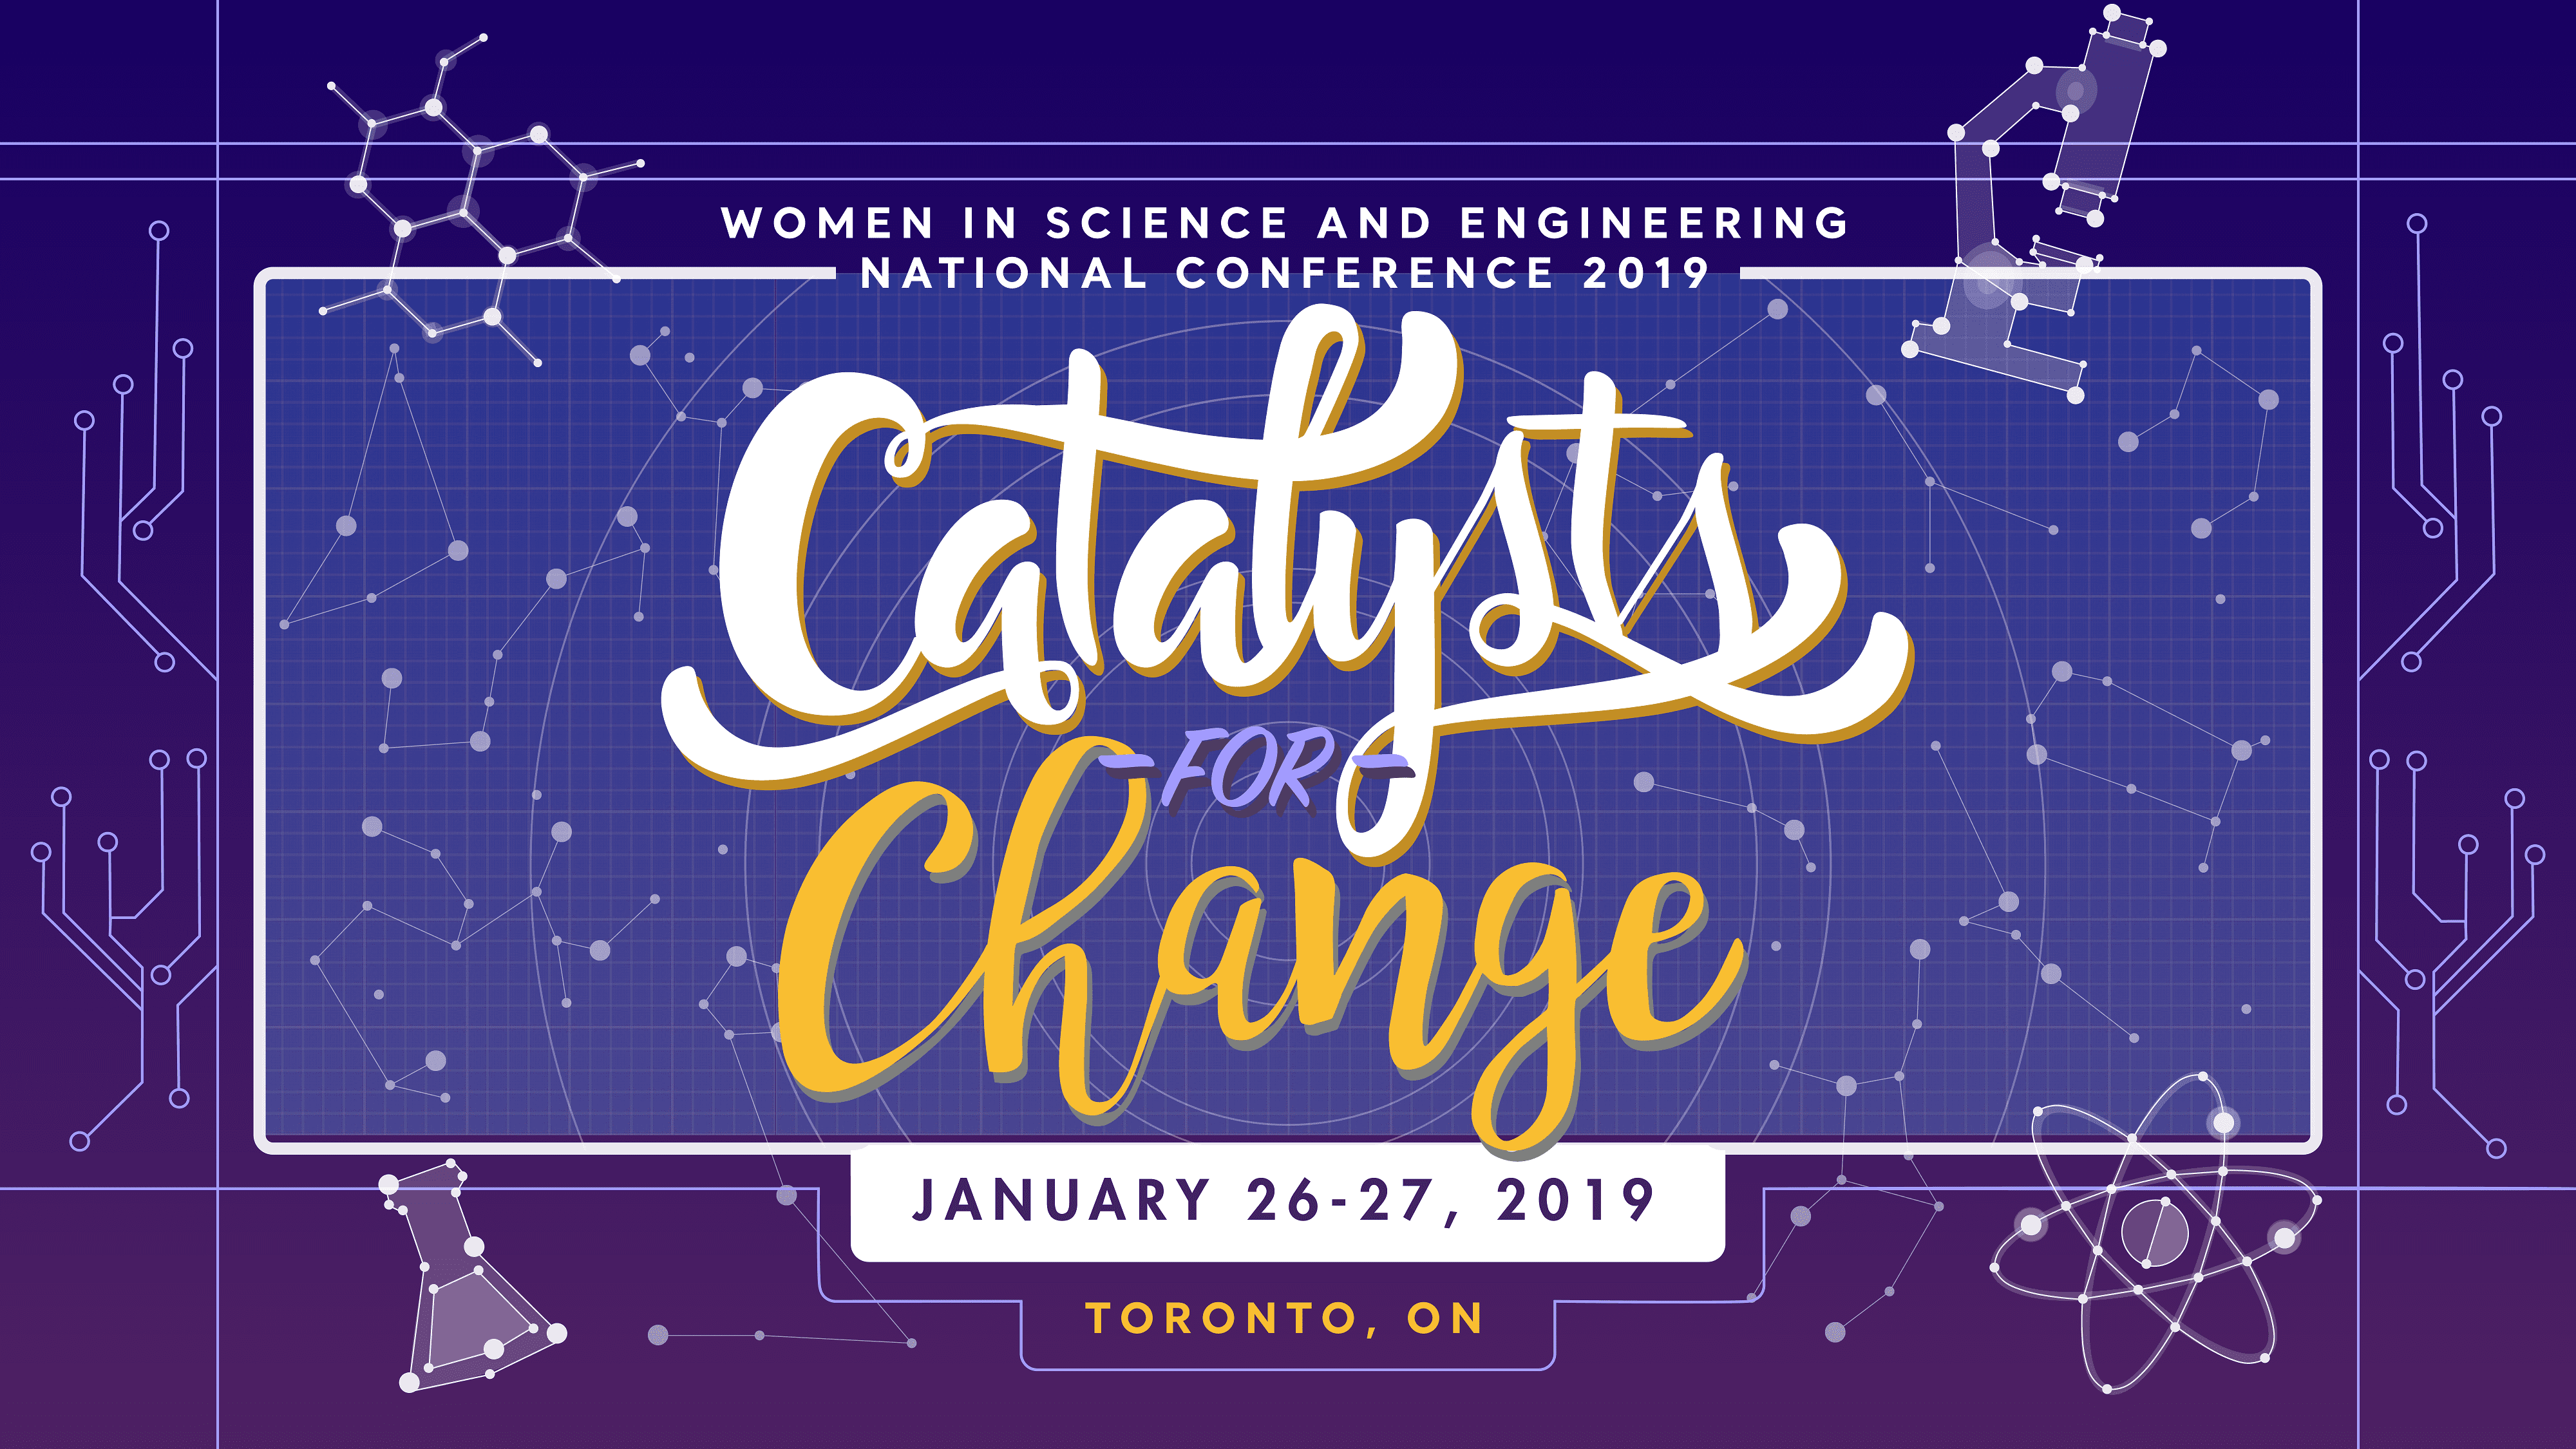 WOMEN IN SCIENCE AND ENGINEERING
NATIONAL CONFERENCE 2019
Catalysts
- FOR -
Change
JANUARY 26-27, 2019
TORONTO, ON